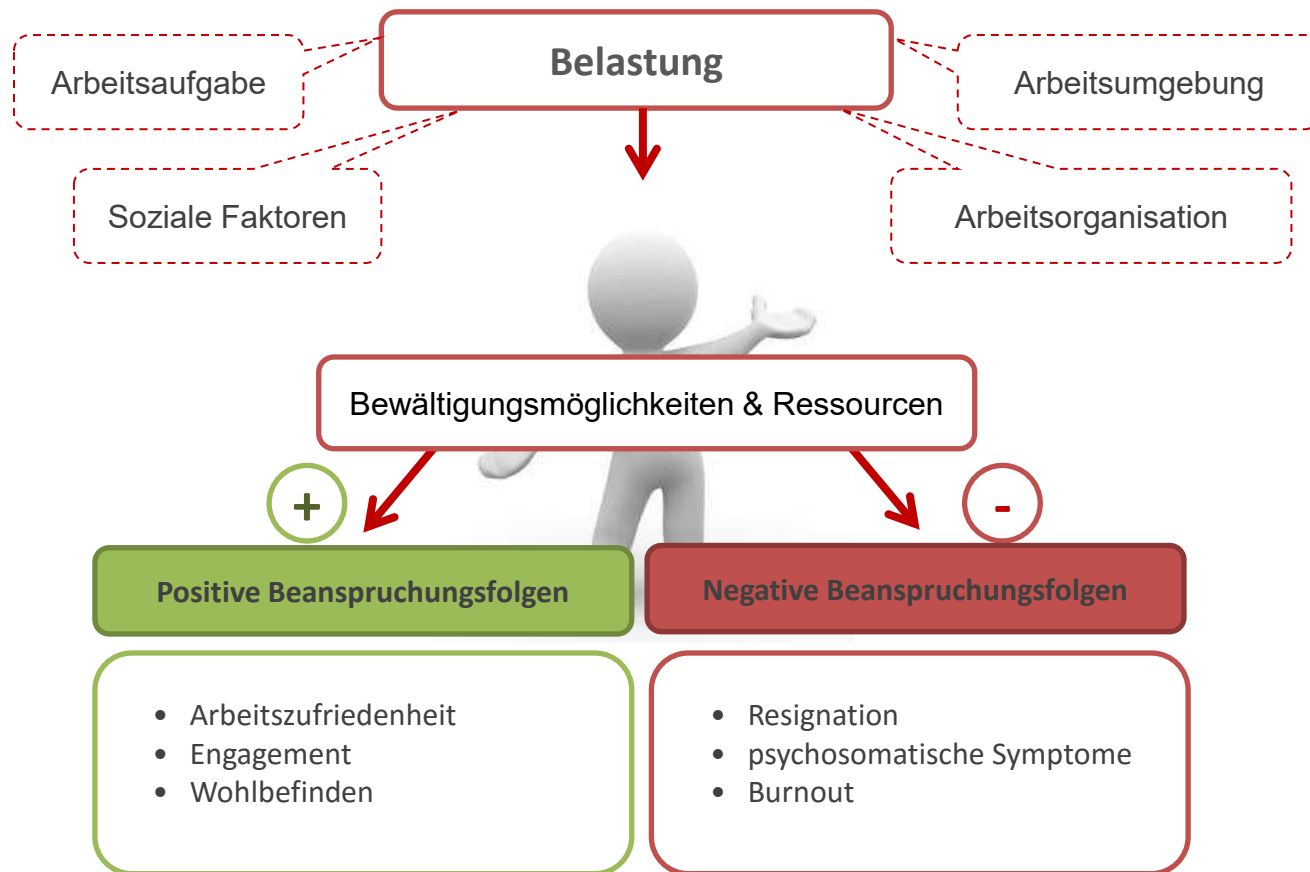 Belastung
Arbeitsaufgabe
Arbeitsumgebung
Soziale Faktoren
Arbeitsorganisation
Bewältigungsmöglichkeiten & Ressourcen
+
-
Positive Beanspruchungsfolgen
Negative Beanspruchungsfolgen
• Arbeitszufriedenheit
• Engagement
• Wohlbefinden
• Resignation
• psychosomatische Symptome
• Burnout